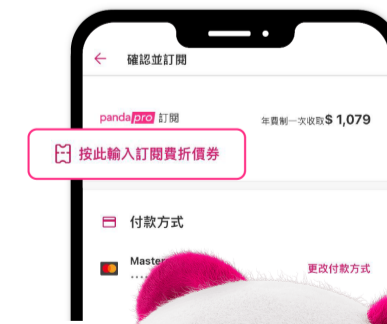 確認並訂閱
pandapro 訂閱
年費制一次收取$ 1,079
按此輸入訂閱費折價券
付款方式
更改付款方式